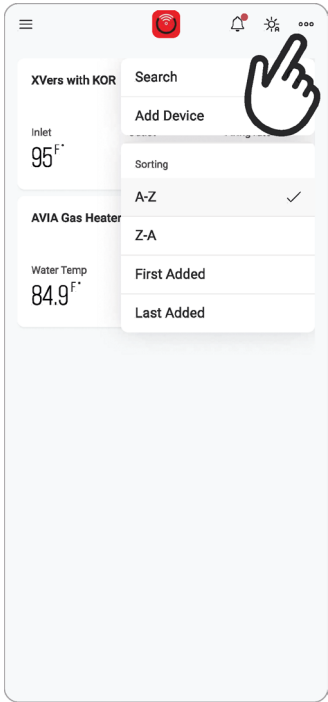 XVers with KOR
Search
Add Device
Inlet
95F°
Sorting
A-Z
AVIA Gas Heater
Z-A
Water Temp
First Added
84.9F°
Last Added